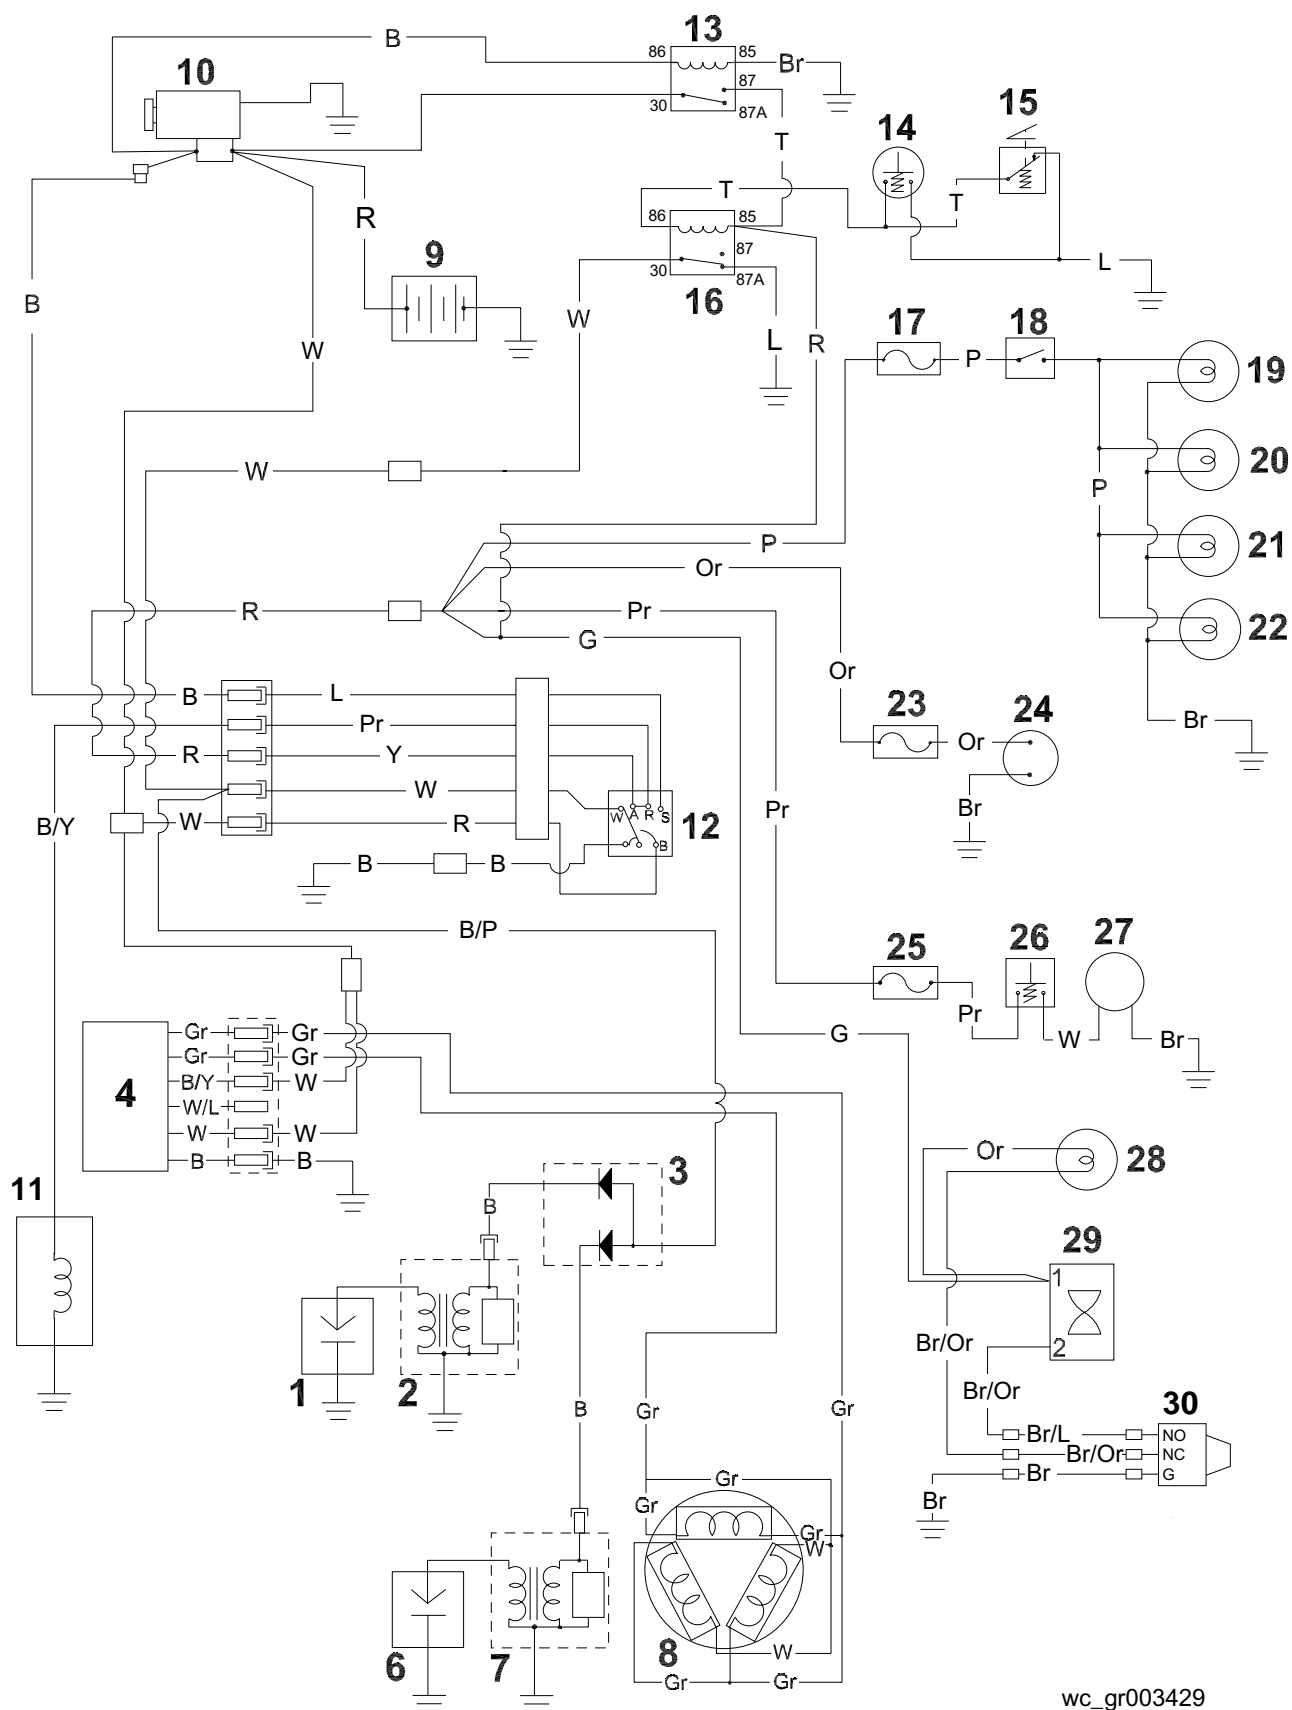 13
B
86
85
Br
10
87
30
87A
15
14
T
T
T
86
85
R
87
9
30
87A
L
16
B
W
17
18
L
R
W
P
19
20
W
P
P
Or
21
R
Pr
G
22
Or
B
L
23
24
Pr
Br
R
Y
Or
W
Pr
Br
B/Y
W
R
W A R S
12
B
B
B
B/P
25
26
27
Pr
Gr
Gr
G
W
Br
Gr
Gr
4
B/Y
W
W/L
W
W
Or
28
B
B
3
11
B
29
1
Br/Or
2
Br/Or
1
2
30
B
Gr
Gr
Br/L
NO
Br/Or
NC
Br
G
Gr
Br
Gr
Gr
W
8
W
6
7
Gr
Gr
wc_gr003429